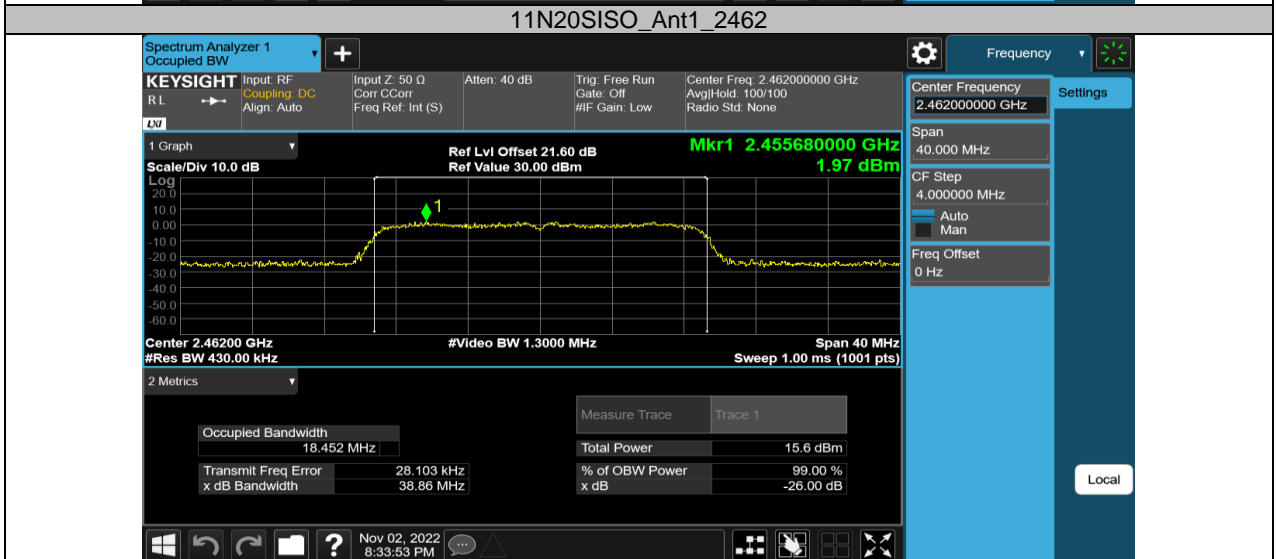 11N20SISO_Ant1_2462
Spectrum Analyzer 1
Occupied BW
+
Frequency
KEYSIGHT
R L
LXI
Input: RF
Coupling: DC
Align: Auto
Input Z: 50 Ω
Corr CCorr
Freq Ref: Int (S)
Atten: 40 dB
Trig: Free Run
Gate: Off
#IF Gain: Low
Center Freq: 2.462000000 GHz
Avg|Hold: 100/100
Radio Std: None
Center Frequency
2.462000000 GHz
Settings
Span
40.000 MHz
CF Step
4.000000 MHz
Auto
Man
Freq Offset
0 Hz
1 Graph
Scale/Div 10.0 dB
Ref Lvl Offset 21.60 dB
Ref Value 30.00 dBm
Mkr1 2.455680000 GHz
1.97 dBm
Log
20.0
10.0
0.00
-10.0
-20.0
-30.0
-40.0
-50.0
-60.0
1
Center 2.46200 GHz
#Video BW 1.3000 MHz
Span 40 MHz
#Res BW 430.00 kHz
Sweep 1.00 ms (1001 pts)
2 Metrics
Measure Trace
Trace 1
Occupied Bandwidth
18.452 MHz
Total Power
15.6 dBm
Transmit Freq Error
28.103 kHz
% of OBW Power
99.00 %
x dB Bandwidth
38.86 MHz
x dB
-26.00 dB
Local
?
Nov 02, 2022
8:33:53 PM